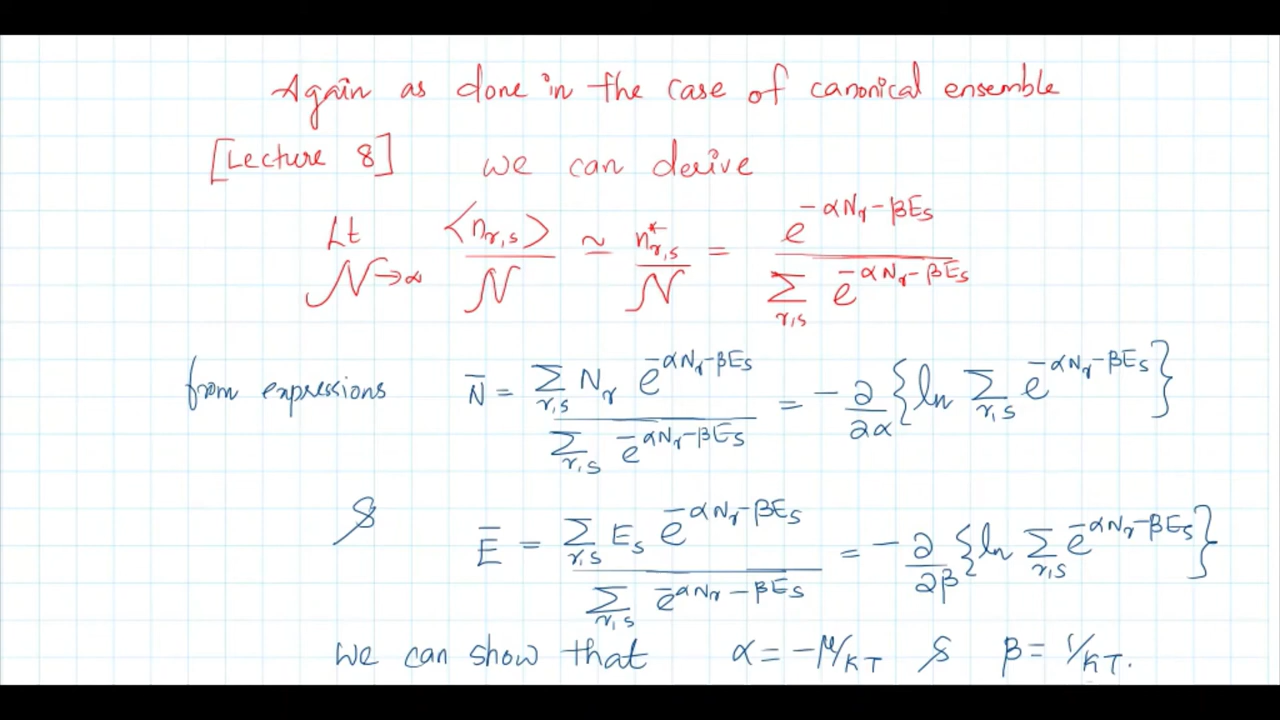 Again as done in the case of canonical ensemble
[Lecture 8] we can derive
Lt 𝒩→∝ <n_{r,s}>/𝒩 ≃ n*_{r,s}/𝒩 = e^{-αN_r-βE_s} / Σ_{r,s} e^{-αN_r-βE_s}
from expressions N̄ = Σ_{r,s} N_r e^{-αN_r-βE_s} / Σ_{r,s} e^{-αN_r-βE_s} = -∂/∂α {ln Σ_{r,s} e^{-αN_r-βE_s}}
& Ē = Σ_{r,s} E_s e^{-αN_r-βE_s} / Σ_{r,s} e^{-αN_r-βE_s} = -∂/∂β {ln Σ_{r,s} e^{-αN_r-βE_s}}
we can show that α = -μ/KT & β = 1/KT.